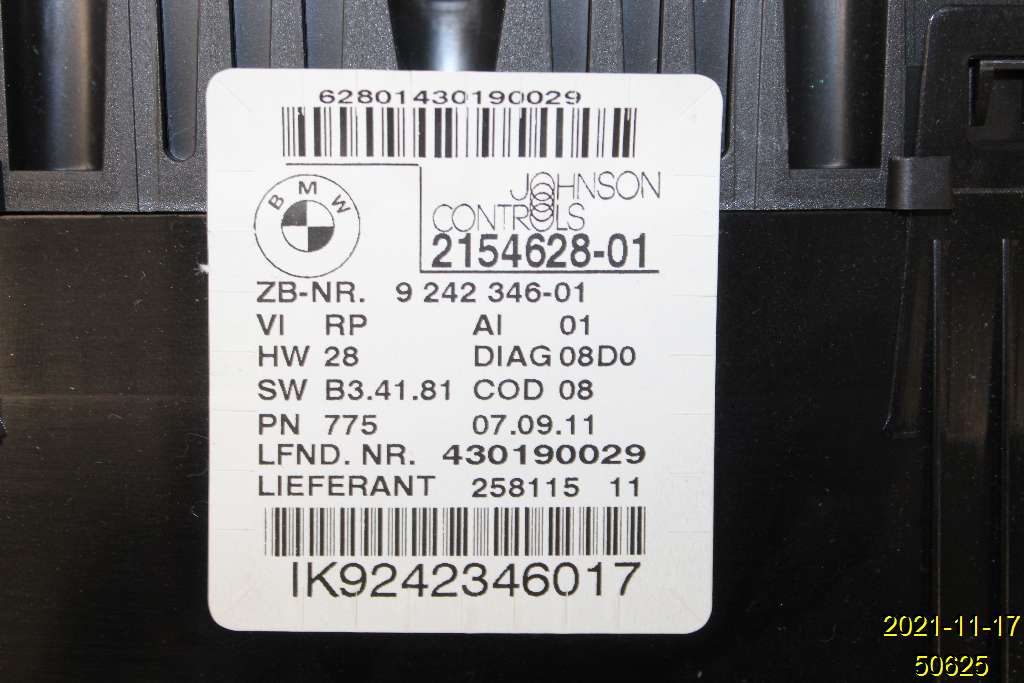 62801430190029
BMW
JOHNSON
CONTROLS
2154628-01
ZB-NR. 9 242 346-01
VI RP AI 01
HW 28 DIAG 08D0
SW B3.41.81 COD 08
PN 775 07.09.11
LFND. NR. 430190029
LIEFERANT 258115 11
IK9242346017
2021-11-17
50625